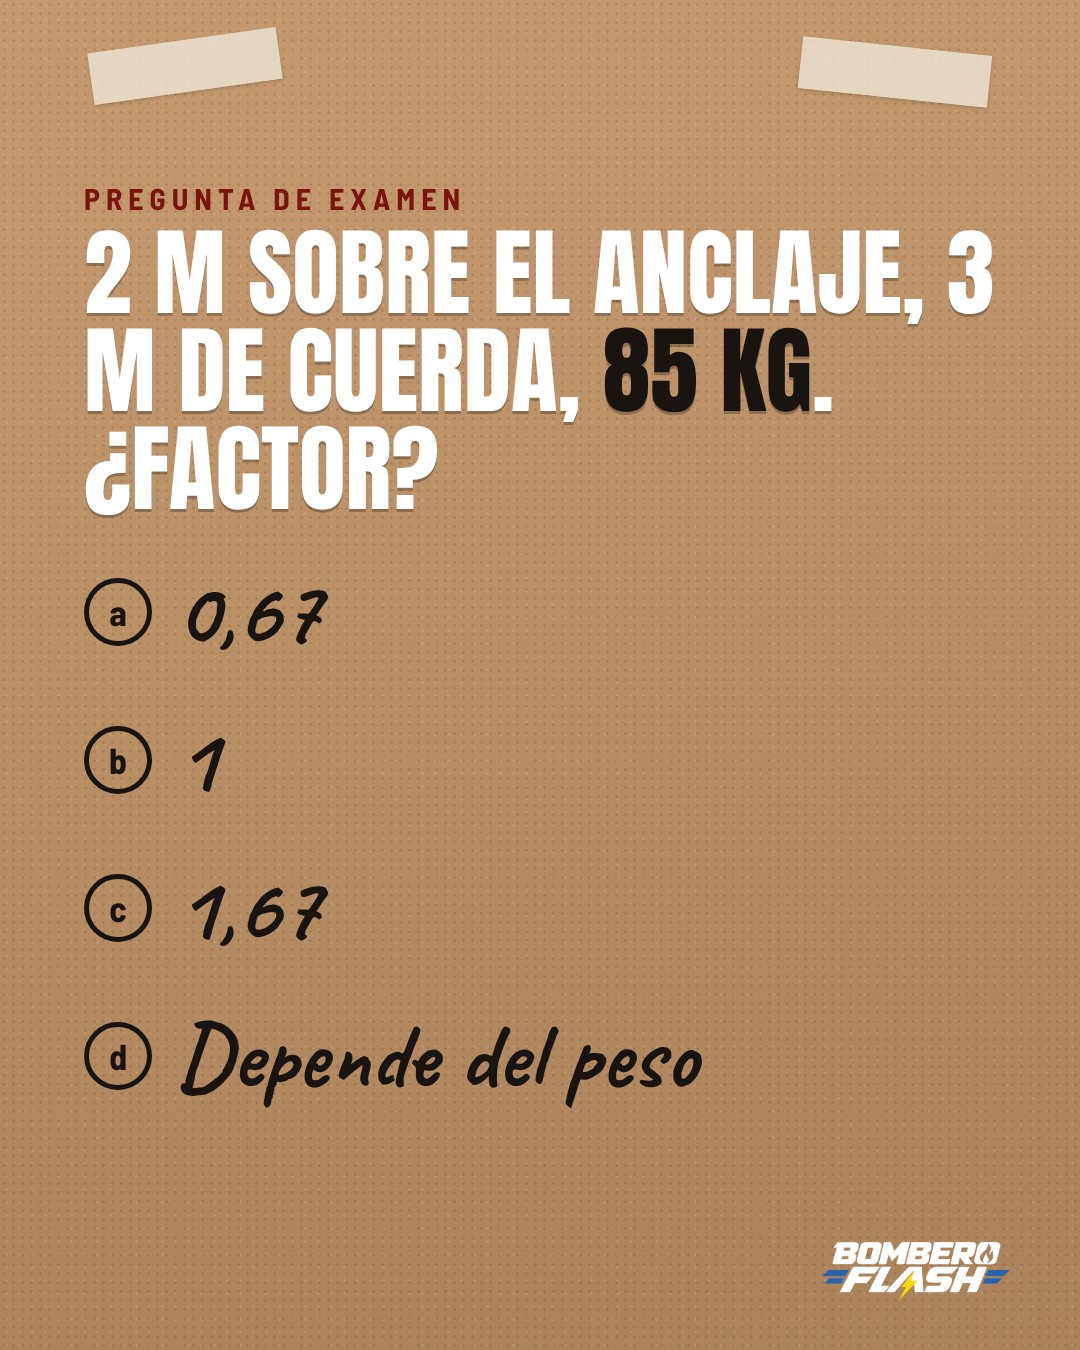 PREGUNTA DE EXAMEN
2 M SOBRE EL ANCLAJE, 3
M DE CUERDA, 85 KG.
¿FACTOR?
a 0,67
b 1
c 1,67
d Depende del peso
BOMBERO
FLASH